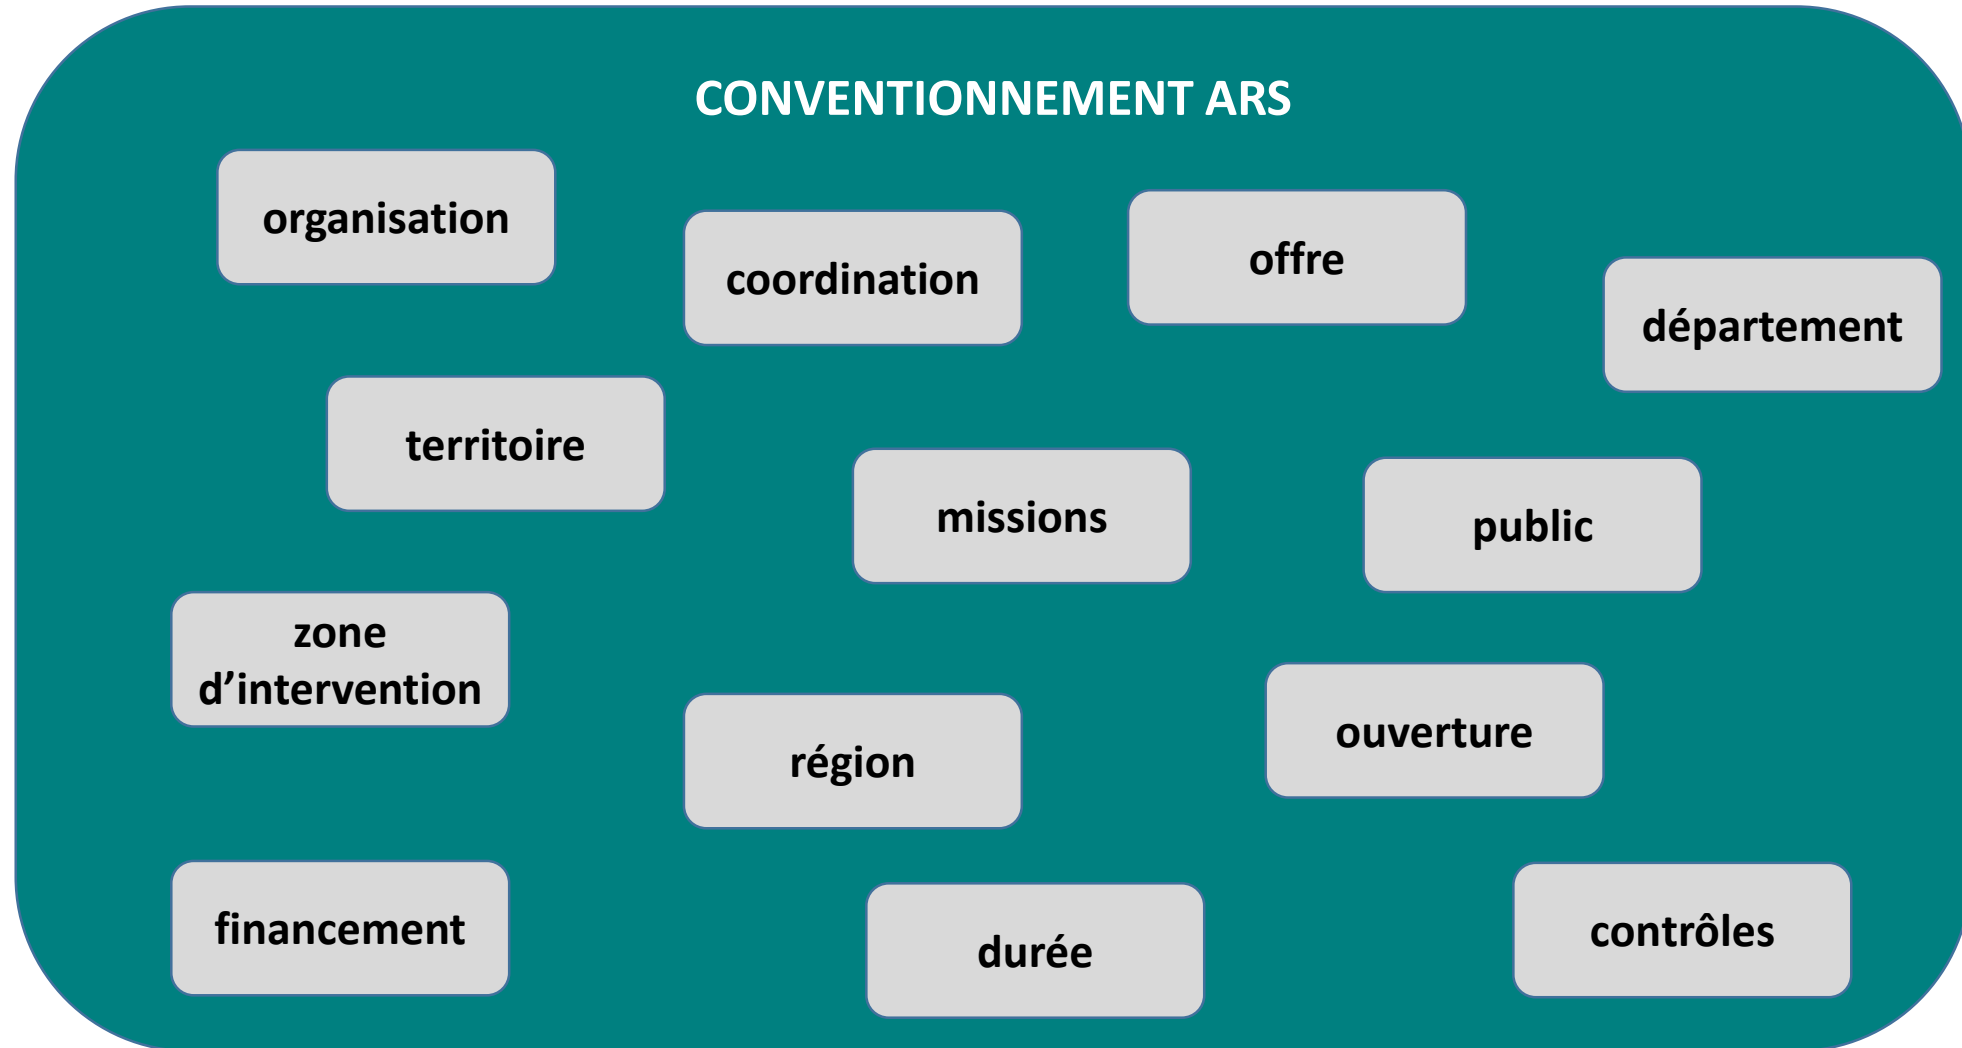 CONVENTIONNEMENT ARS
organisation
coordination
offre
département
territoire
missions
public
zone
d’intervention
région
ouverture
financement
durée
contrôles